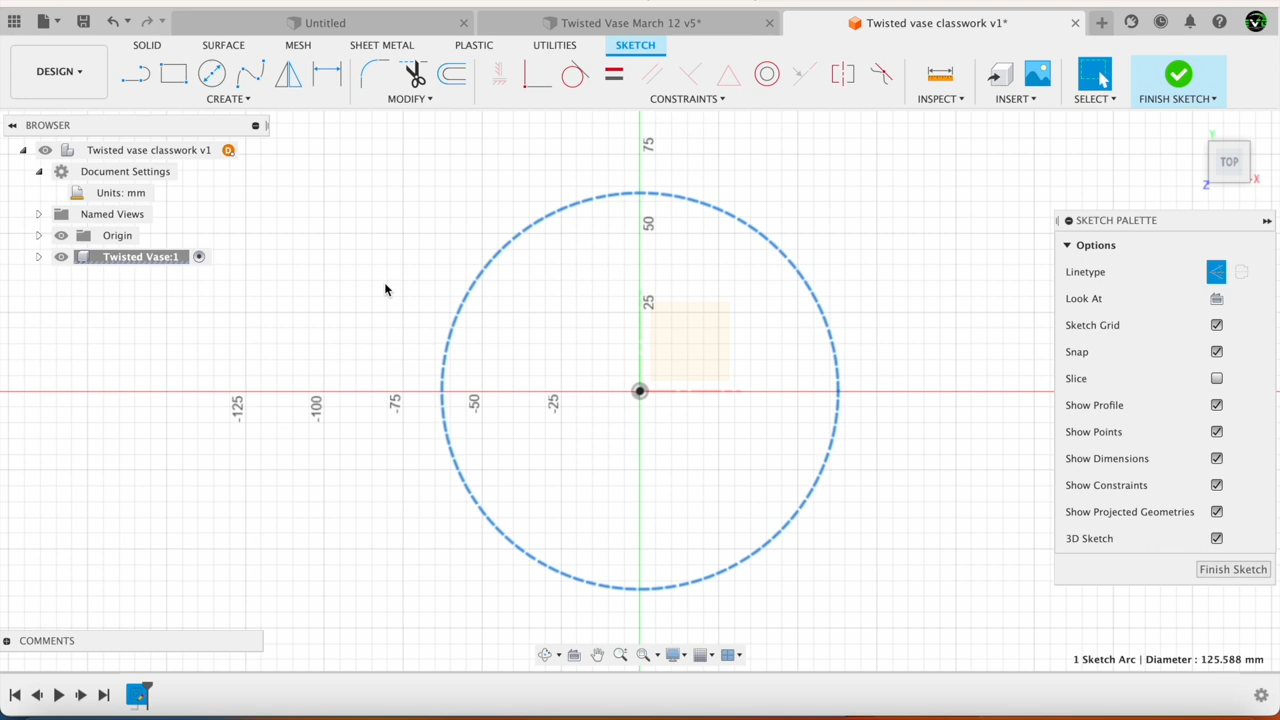 Untitled
Twisted Vase March 12 v5*
Twisted vase classwork v1*
SOLID SURFACE MESH SHEET METAL PLASTIC UTILITIES SKETCH
DESIGN
CREATE MODIFY CONSTRAINTS INSPECT INSERT SELECT FINISH SKETCH
BROWSER
Twisted vase classwork v1
Document Settings
Units: mm
Named Views
Origin
Twisted Vase:1
75
50
25
-125 -100 -75 -50 -25
Y
TOP
X
Z
SKETCH PALETTE
Options
Linetype
Look At
Sketch Grid
Snap
Slice
Show Profile
Show Points
Show Dimensions
Show Constraints
Show Projected Geometries
3D Sketch
Finish Sketch
COMMENTS
1 Sketch Arc | Diameter : 125.588 mm